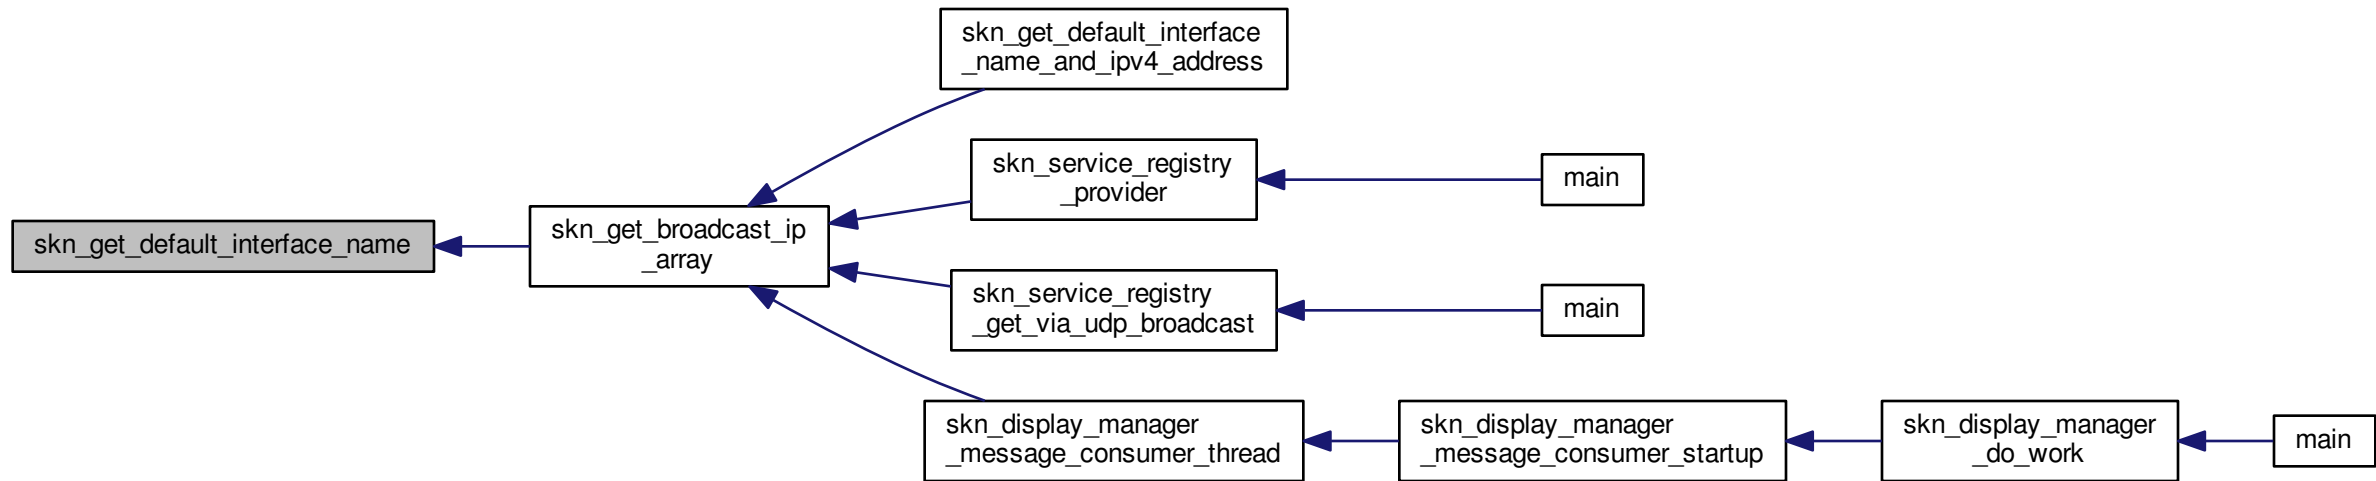 skn_get_default_interface
_name_and_ipv4_address
skn_service_registry
_provider
main
skn_get_default_interface_name
skn_get_broadcast_ip
_array
skn_service_registry
_get_via_udp_broadcast
main
skn_display_manager
_message_consumer_thread
skn_display_manager
_message_consumer_startup
skn_display_manager
_do_work
main